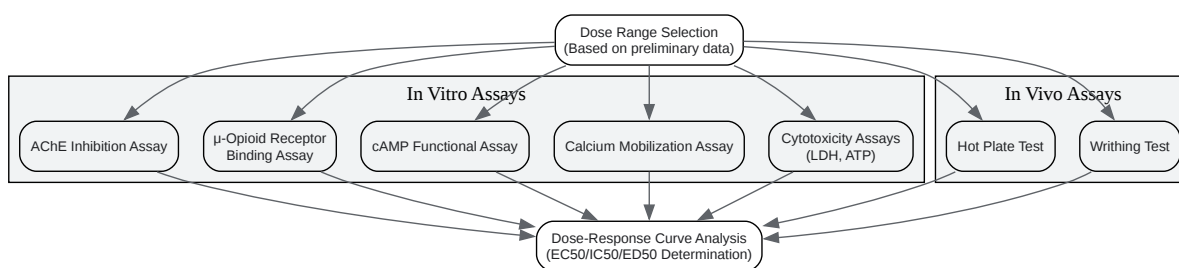 Dose Range Selection
(Based on preliminary data)
In Vitro Assays
In Vivo Assays
AChE Inhibition Assay
μ-Opioid Receptor
Binding Assay
cAMP Functional Assay
Calcium Mobilization Assay
Cytotoxicity Assays
(LDH, ATP)
Hot Plate Test
Writhing Test
Dose-Response Curve Analysis
(EC50/IC50/ED50 Determination)